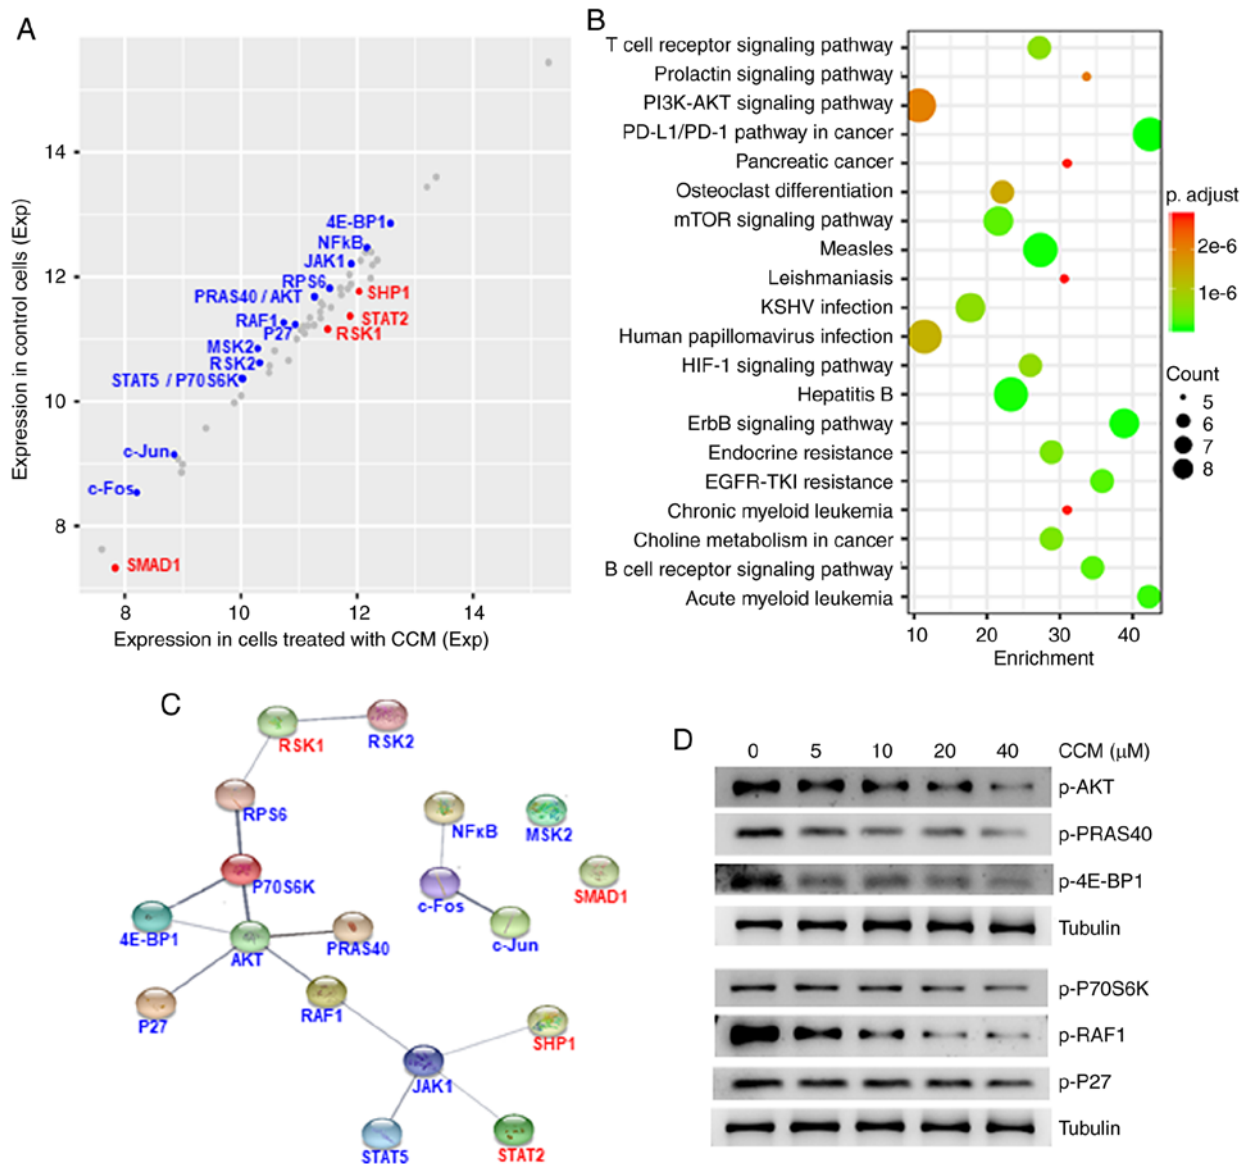 A
Expression in control cells (Exp)
14
12
10
8
4E-BP1
NFκB
JAK1
RPS6
SHP1
PRAS40 / AKT
STAT2
RAF1
P27
RSK1
MSK2
RSK2
STAT5 / P70S6K
c-Jun
c-Fos
SMAD1
8 10 12 14
Expression in cells treated with CCM (Exp)
B
T cell receptor signaling pathway
Prolactin signaling pathway
PI3K-AKT signaling pathway
PD-L1/PD-1 pathway in cancer
Pancreatic cancer
Osteoclast differentiation
mTOR signaling pathway
Measles
Leishmaniasis
KSHV infection
Human papillomavirus infection
HIF-1 signaling pathway
Hepatitis B
ErbB signaling pathway
Endocrine resistance
EGFR-TKI resistance
Chronic myeloid leukemia
Choline metabolism in cancer
B cell receptor signaling pathway
Acute myeloid leukemia
10 20 30 40
Enrichment
p. adjust
2e-6
1e-6
Count
5
6
7
8
C
RSK1
RSK2
RPS6
NFκB
MSK2
P70S6K
SMAD1
c-Fos
4E-BP1
AKT
PRAS40
c-Jun
P27
RAF1
SHP1
JAK1
STAT5
STAT2
D
0 5 10 20 40 CCM (μM)
p-AKT
p-PRAS40
p-4E-BP1
Tubulin
p-P70S6K
p-RAF1
p-P27
Tubulin